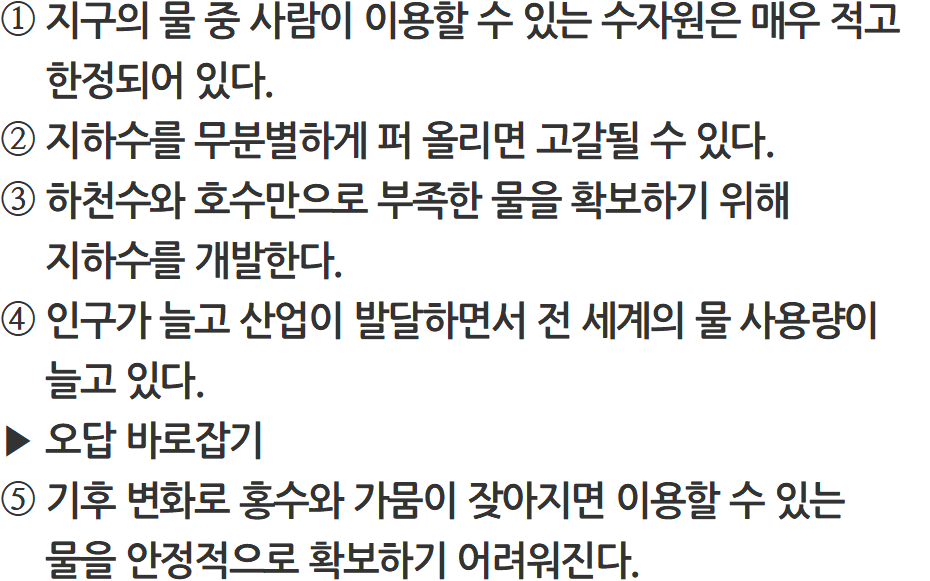 ① 지구의 물 중 사람이 이용할 수 있는 수자원은 매우 적고
한정되어 있다.
② 지하수를 무분별하게 퍼 올리면 고갈될 수 있다.
③ 하천수와 호수만으로 부족한 물을 확보하기 위해
지하수를 개발한다.
④ 인구가 늘고 산업이 발달하면서 전 세계의 물 사용량이
늘고 있다.
▶ 오답 바로잡기
⑤ 기후 변화로 홍수와 가뭄이 잦아지면 이용할 수 있는
물을 안정적으로 확보하기 어려워진다.